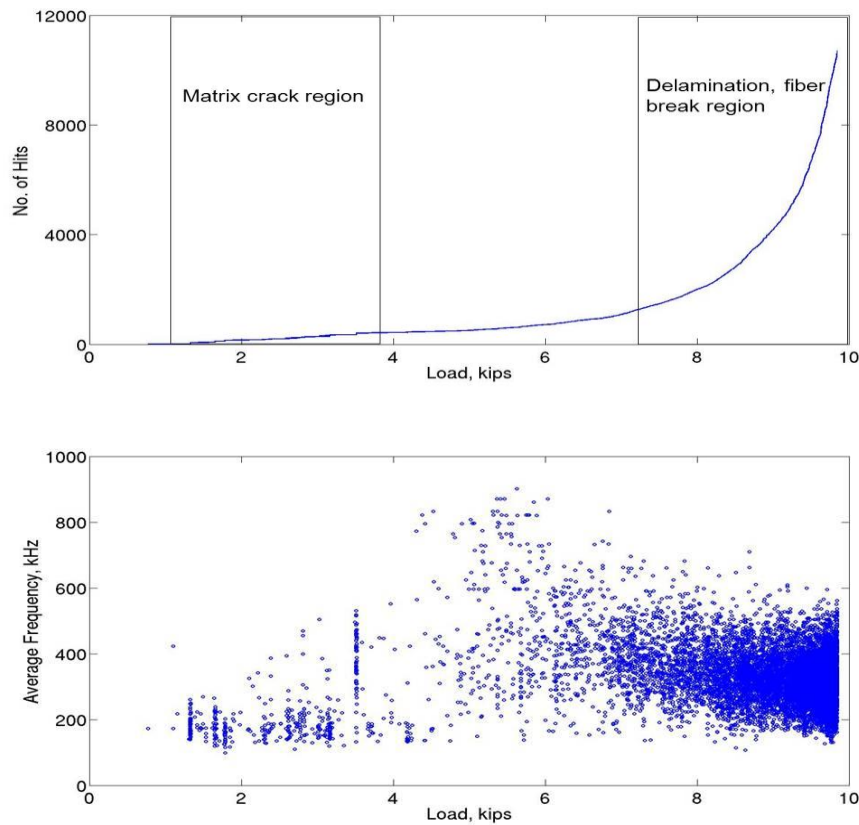 12000
8000
4000
0
No. of Hits
Matrix crack region
Delamination, fiber
break region
0 2 4 6 8 10
Load, kips
1000
800
600
400
200
0
Average Frequency, kHz
0 2 4 6 8 10
Load, kips